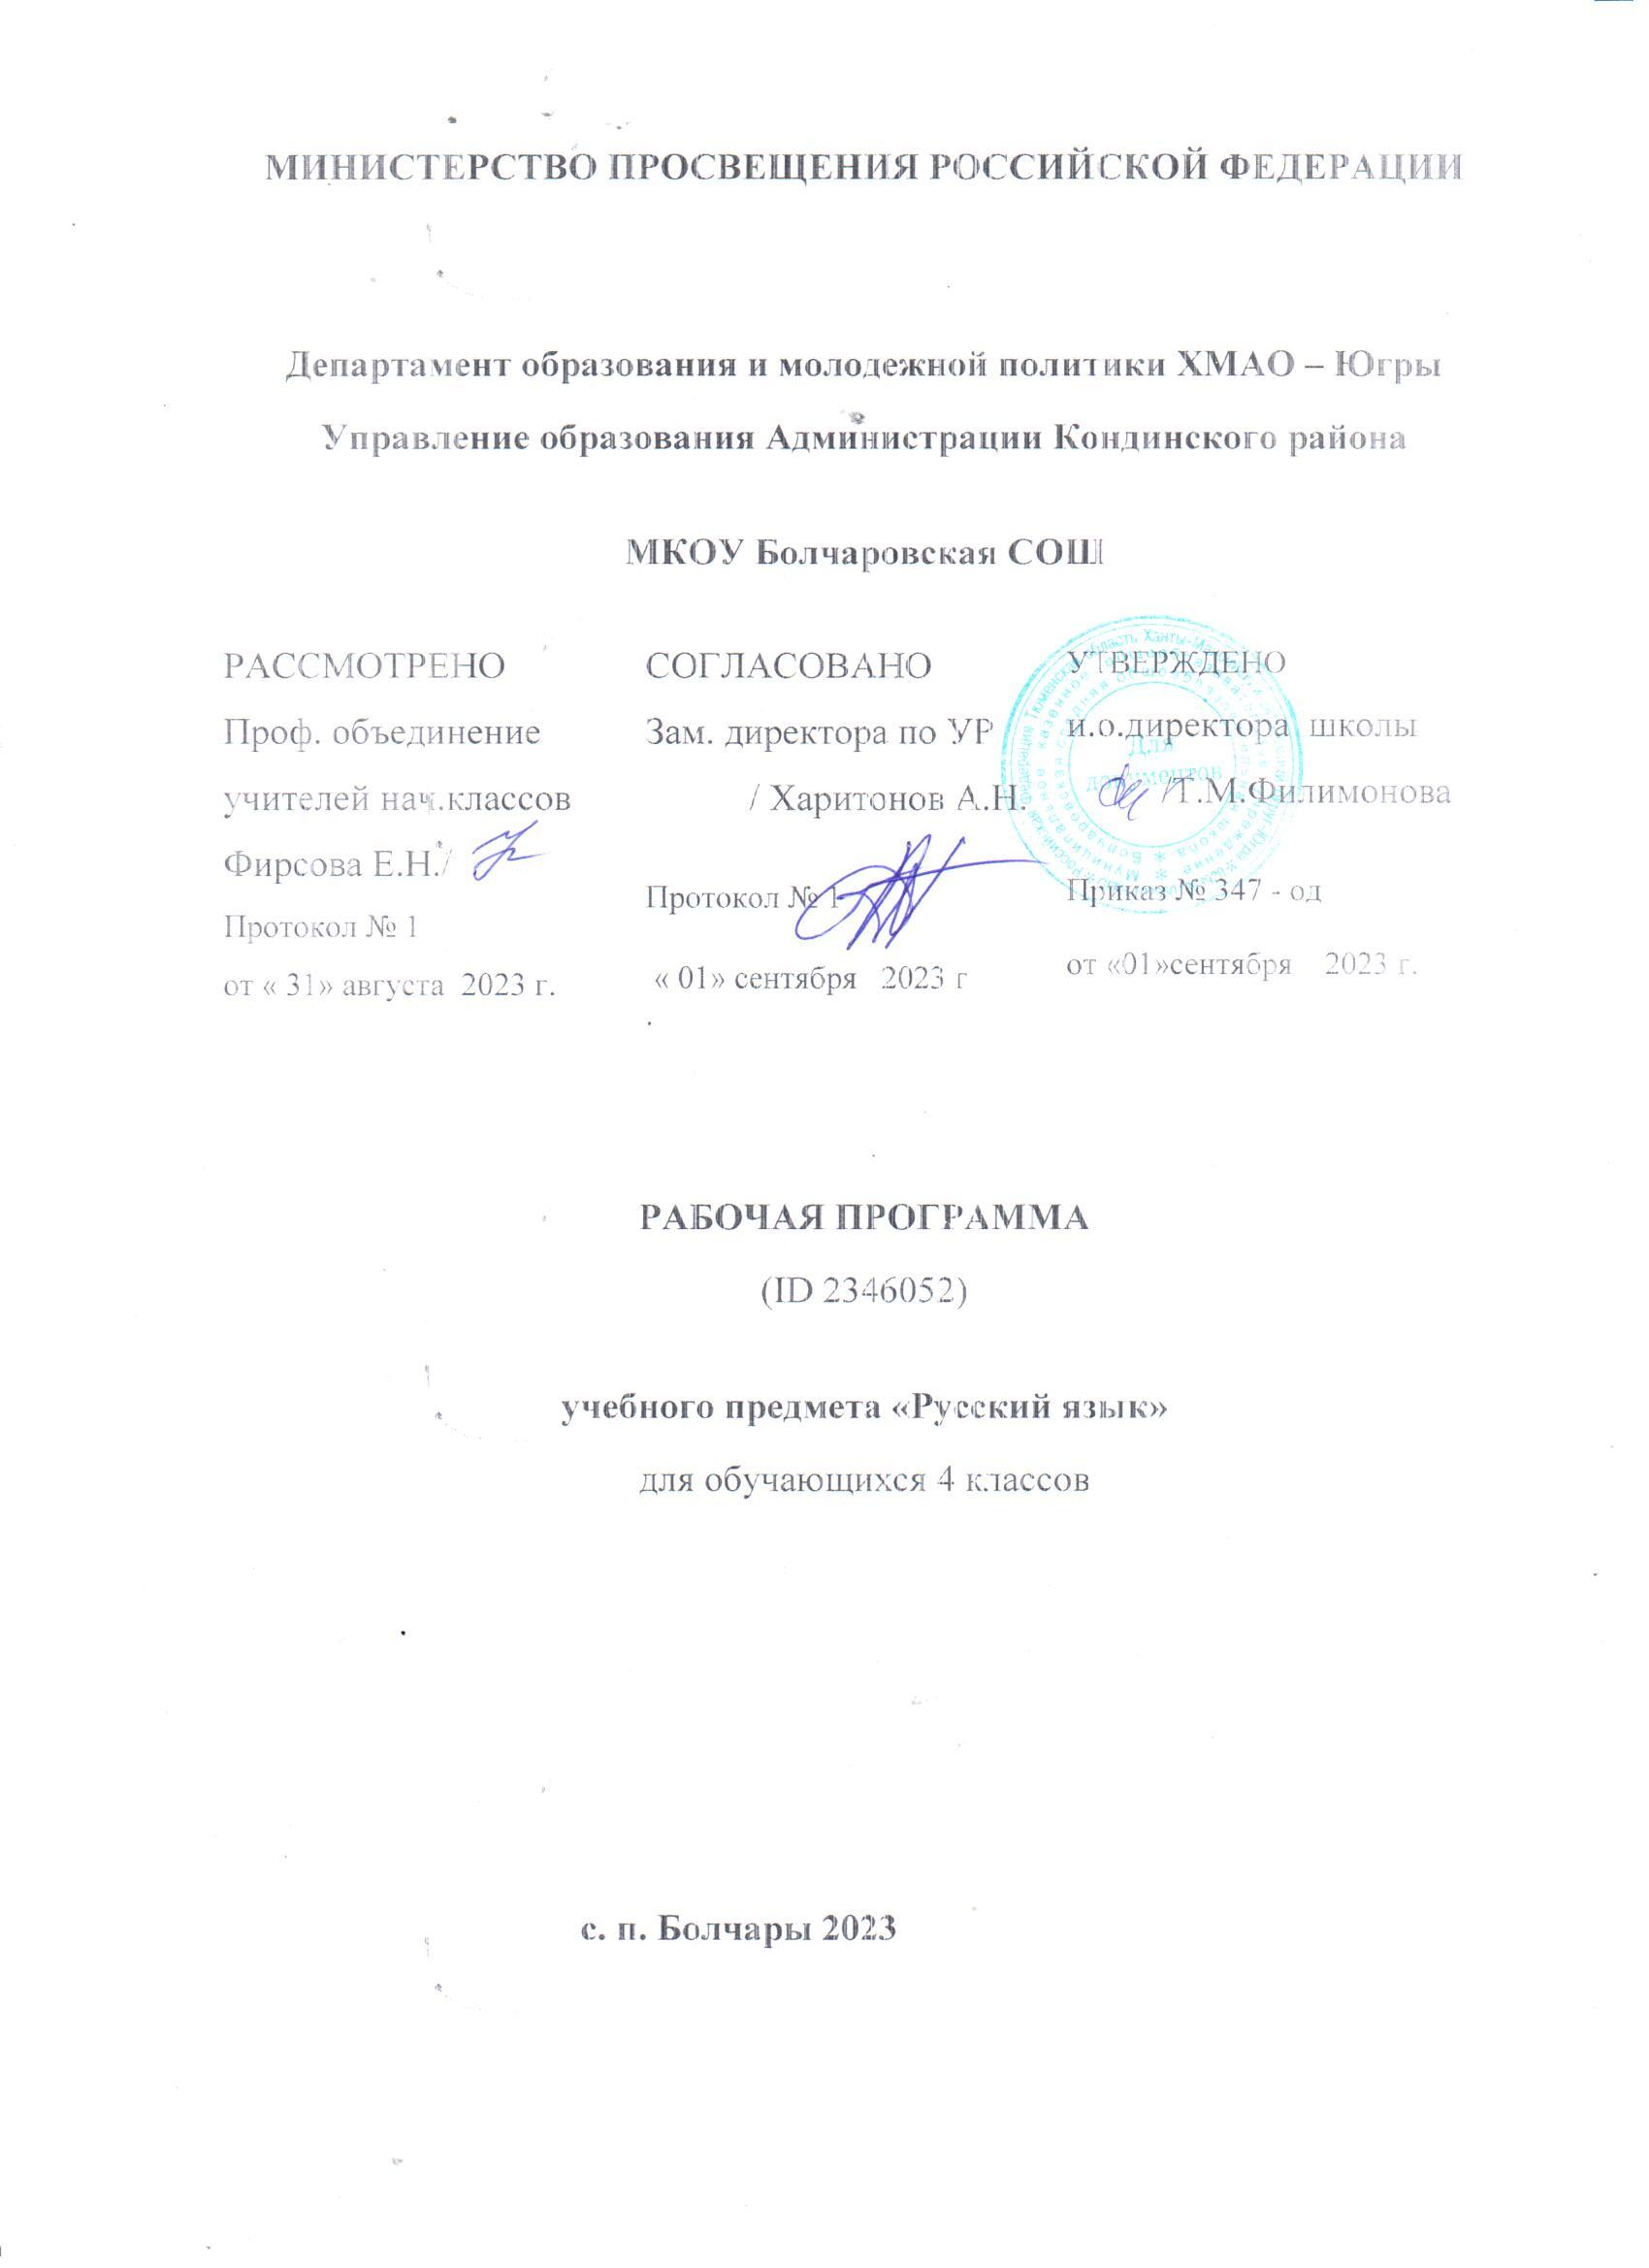 МИНИСТЕРСТВО ПРОСВЕЩЕНИЯ РОССИЙСКОЙ ФЕДЕРАЦИИ
Департамент образования и молодежной политики ХМАО – Югры
Управление образования Администрации Кондинского района
МКОУ Болчаровская СОШ
РАССМОТРЕНО
Проф. объединение
учителей нач.классов
Фирсова Е.Н./
Протокол № 1
от « 31» августа 2023 г.
СОГЛАСОВАНО
Зам. директора по УР
/ Харитонов А.Н.
Протокол № 1
« 01» сентября 2023 г
.
УТВЕРЖДЕНО
и.о.директора школы
/Т.М.Филимонова
Приказ № 347 - од
от «01»сентября 2023 г.
Для
документов
РАБОЧАЯ ПРОГРАММА
(ID 2346052)
учебного предмета «Русский язык»
для обучающихся 4 классов
с. п. Болчары 2023